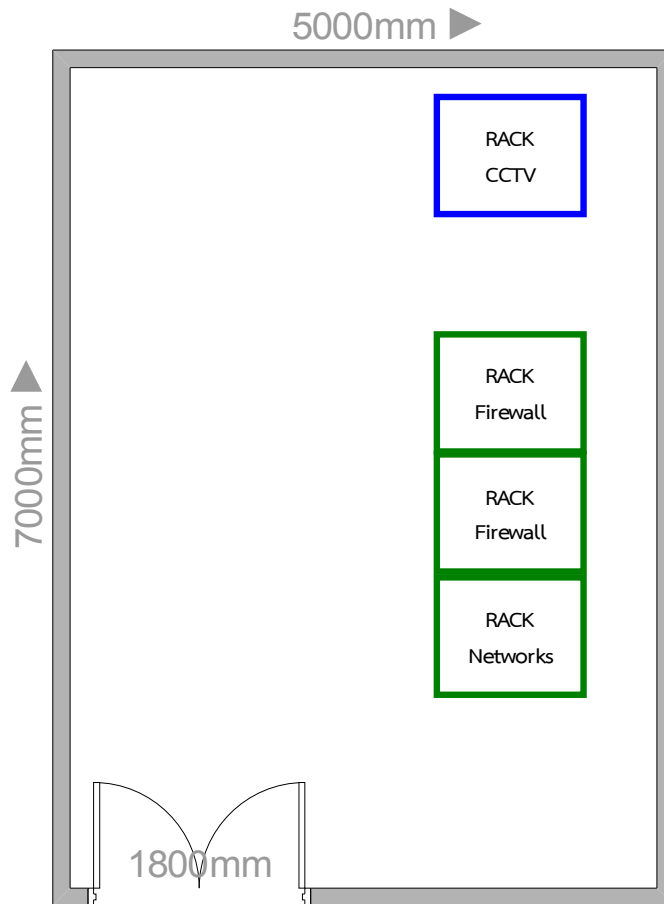 5000mm
RACK
CCTV
RACK
Firewall
7000mm
RACK
Firewall
RACK
Networks
1800mm